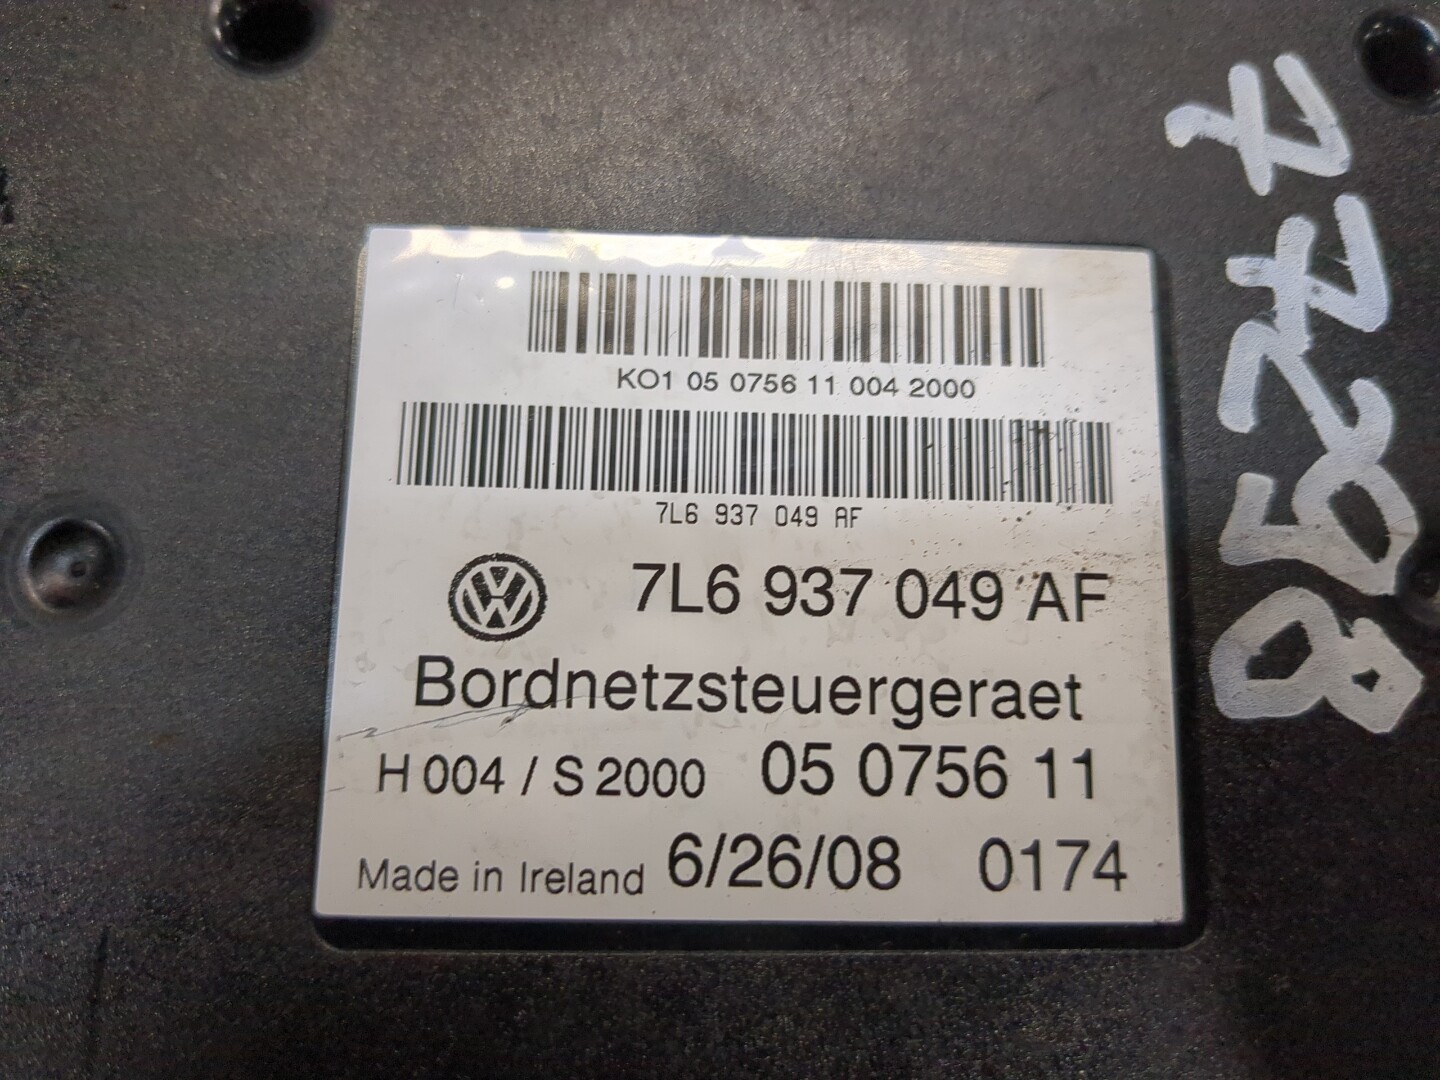 KO1 05 0756 11 004 2000
7L6 937 049 AF
7L6 937 049 AF
Bordnetzsteuergeraet
H 004 / S 2000 05 0756 11
Made in Ireland 6/26/08 0174